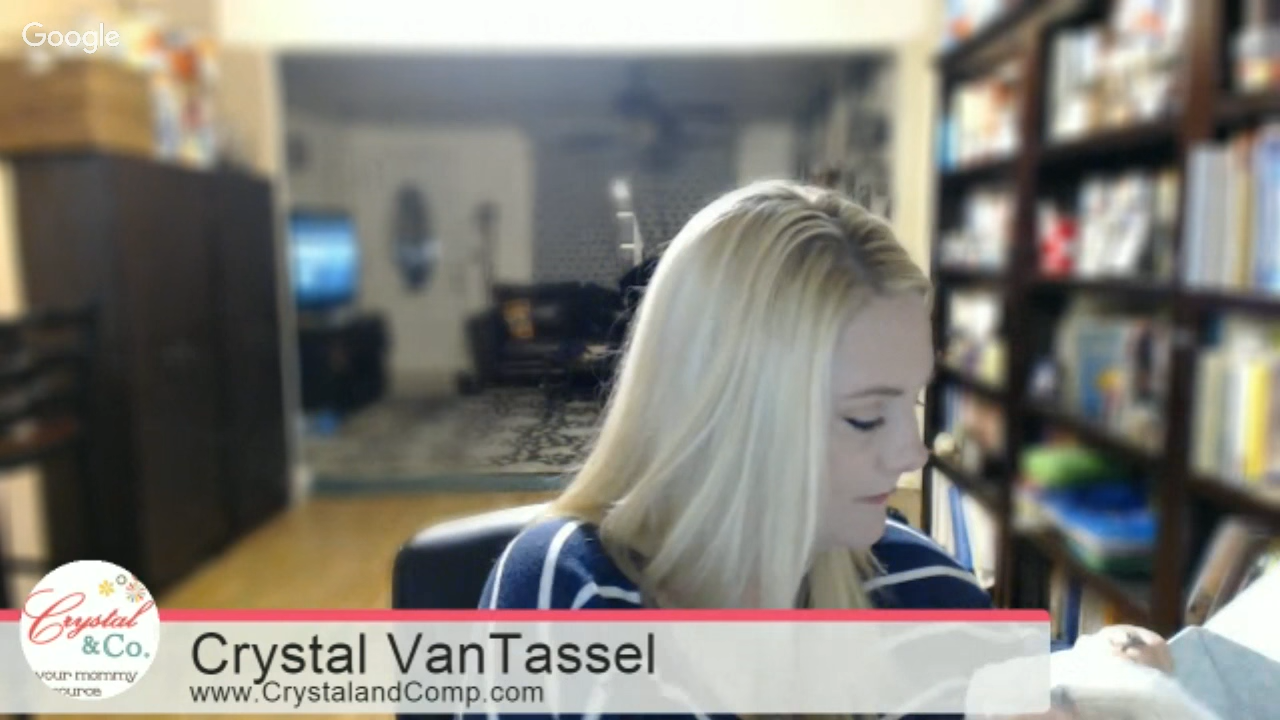 Google
Crystal
& Co.
your mommy
source
Crystal VanTassel
www.CrystalandComp.com